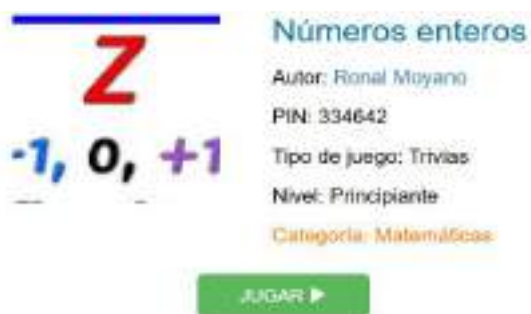 Z
-1, 0, +1
Números enteros
Autor: Ronal Moyano
PIN: 334642
Tipo de juego: Trivias
Nivel: Principiante
Categoría: Matemáticas
JUGAR